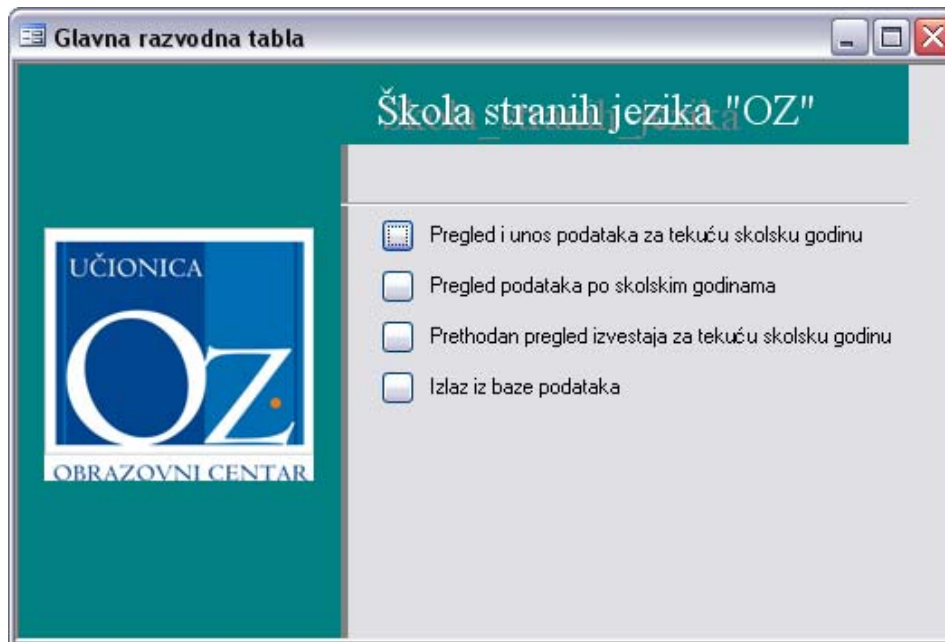 Glavna razvodna tabla
Škola stranih jezika "OZ"
Škola_stranih_jezika
UČIONICA
OZ
OBRAZOVNI CENTAR
Pregled i unos podataka za tekuću skolsku godinu
Pregled podataka po skolskim godinama
Prethodan pregled izvestaja za tekuću skolsku godinu
Izlaz iz baze podataka